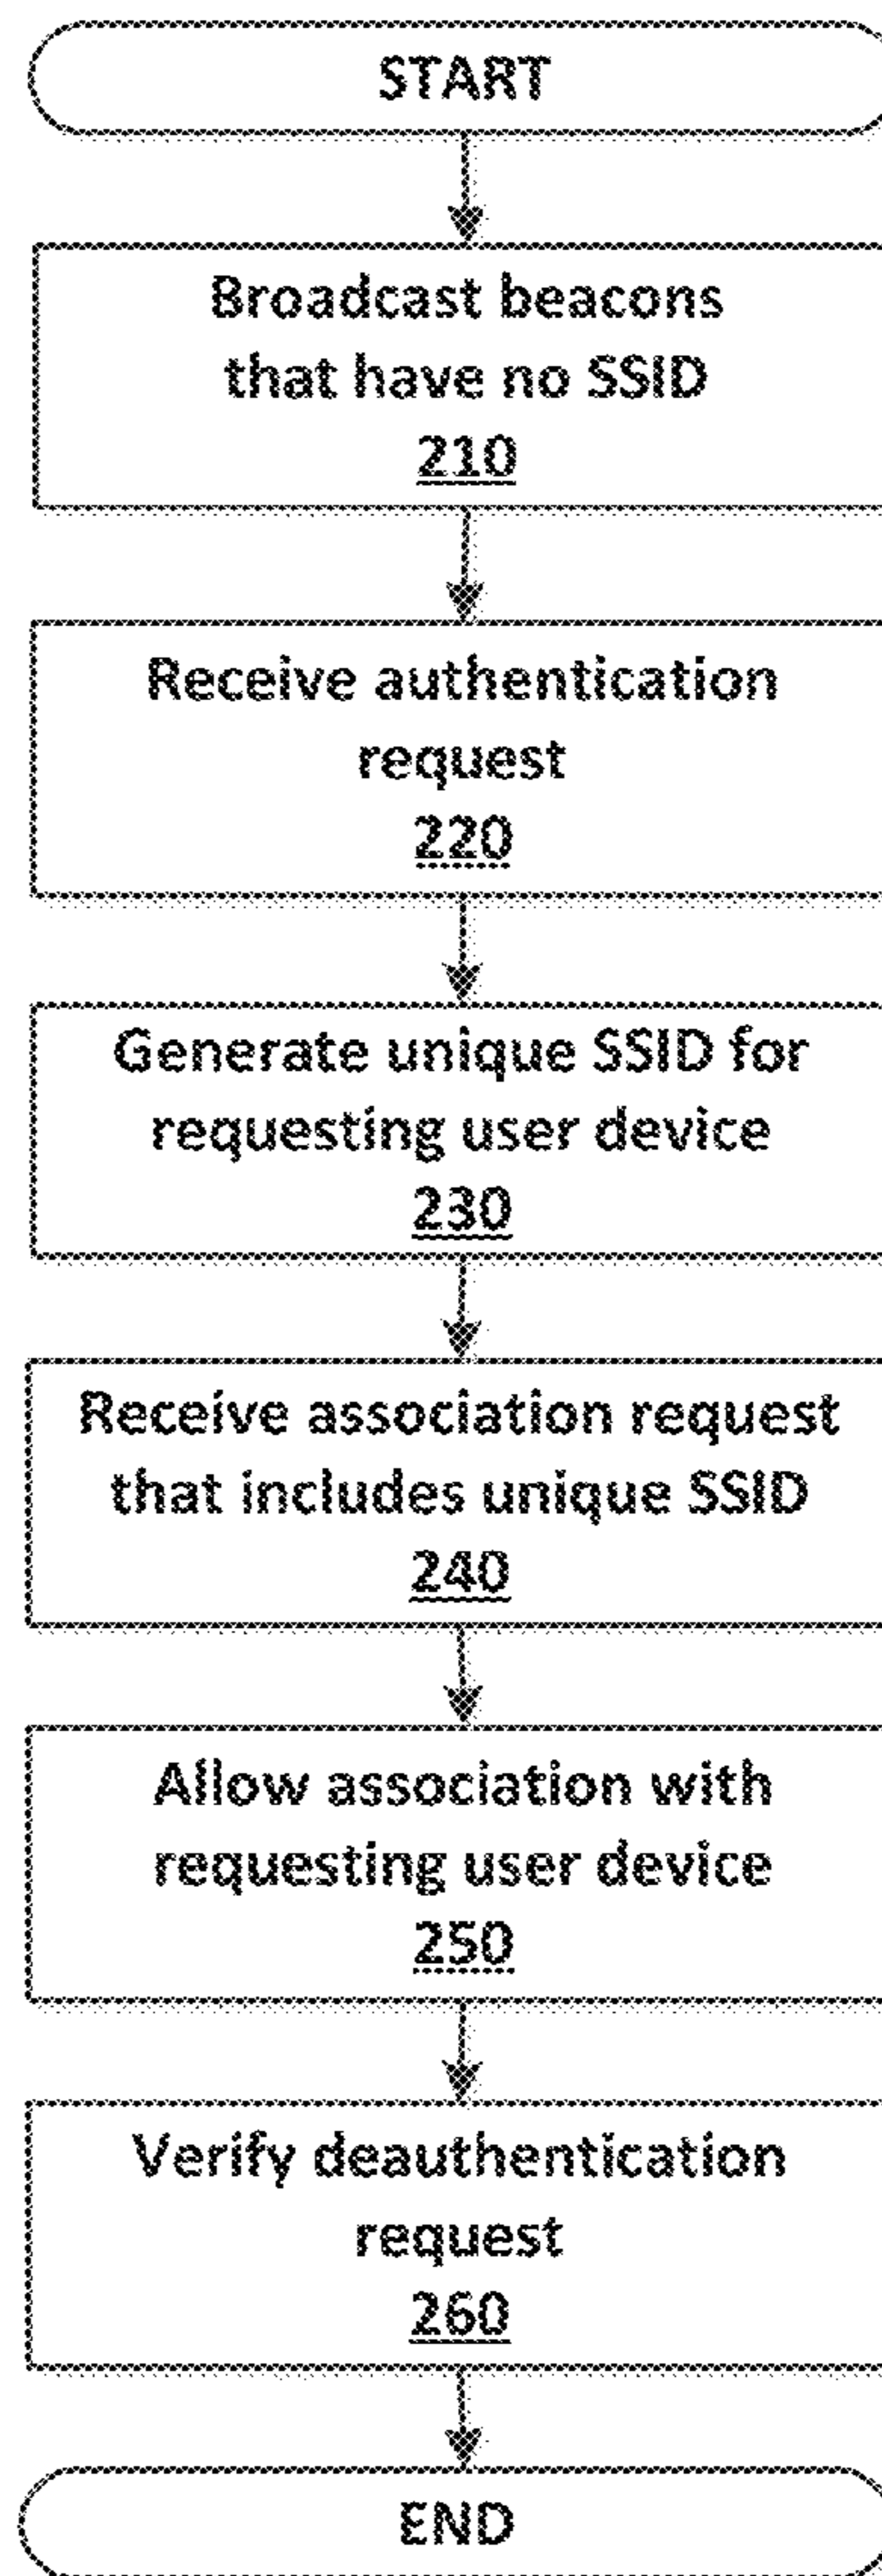 START
Broadcast beacons
that have no SSID
210
Receive authentication
request
220
Generate unique SSID for
requesting user device
230
Receive association request
that includes unique SSID
240
Allow association with
requesting user device
250
Verify deauthentication
request
260
END